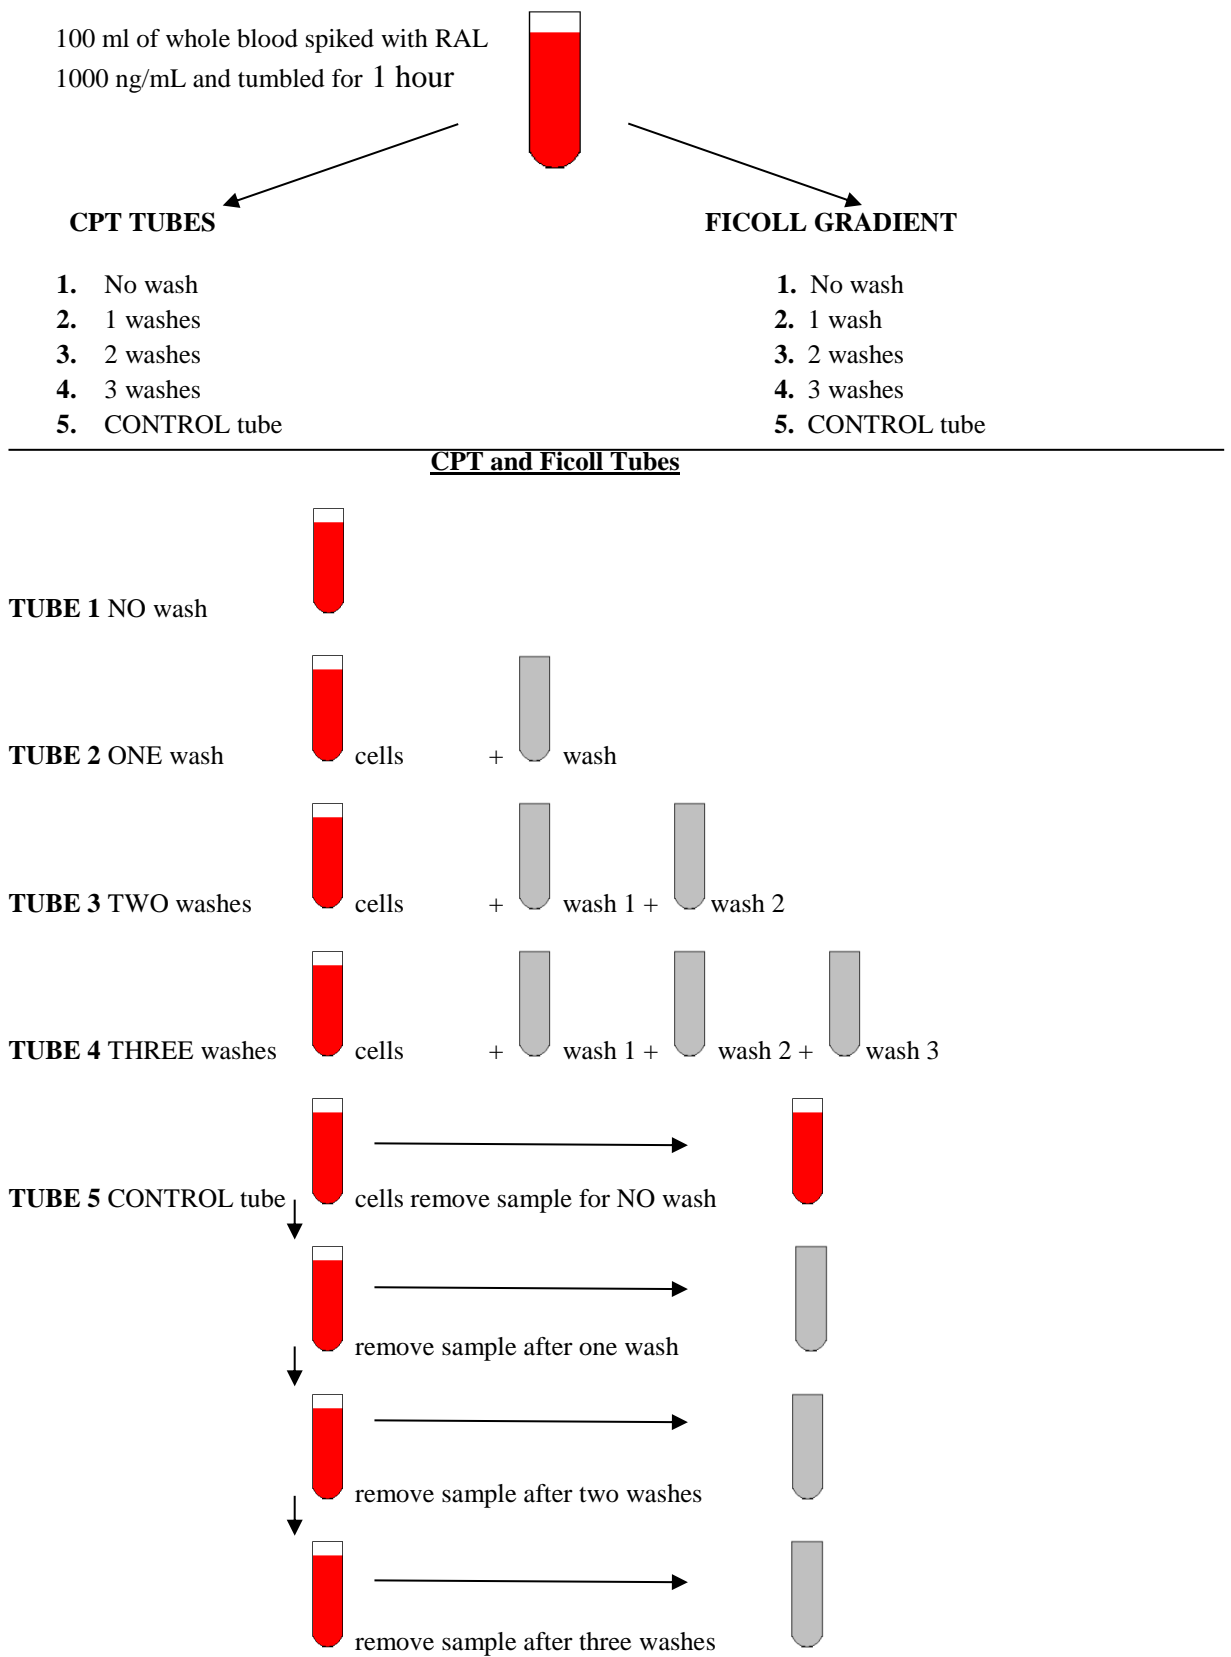 100 ml of whole blood spiked with RAL
1000 ng/mL and tumbled for 1 hour
CPT TUBES
1. No wash
2. 1 washes
3. 2 washes
4. 3 washes
5. CONTROL tube
FICOLL GRADIENT
1. No wash
2. 1 wash
3. 2 washes
4. 3 washes
5. CONTROL tube
CPT and Ficoll Tubes
TUBE 1 NO wash
TUBE 2 ONE wash cells + wash
TUBE 3 TWO washes cells + wash 1 + wash 2
TUBE 4 THREE washes cells + wash 1 + wash 2 + wash 3
TUBE 5 CONTROL tube cells remove sample for NO wash
remove sample after one wash
remove sample after two washes
remove sample after three washes